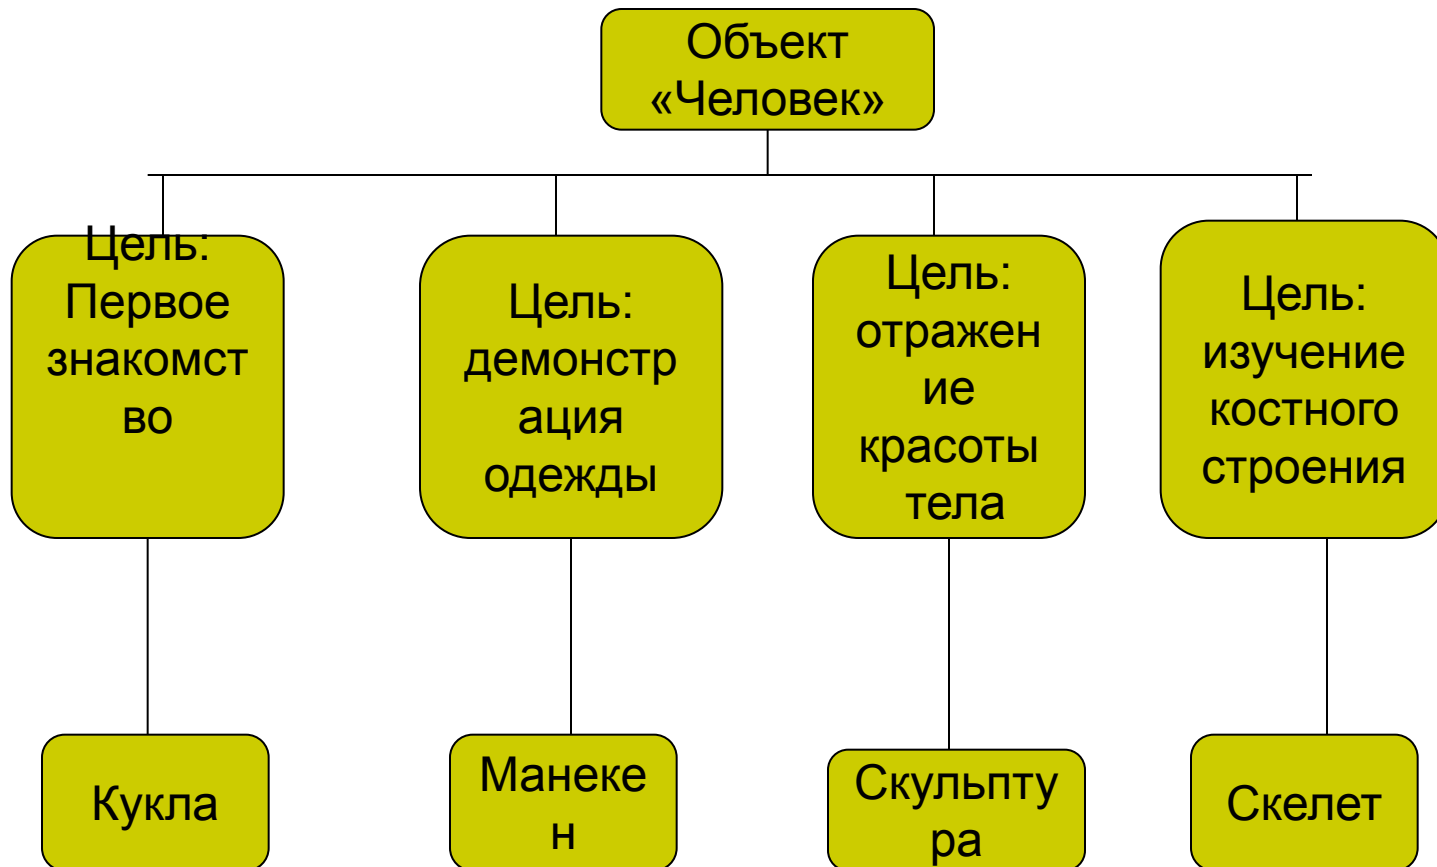 Объект
«Человек»
Цель:
Первое
знакомст
во
Цель:
демонстр
ация
одежды
Цель:
отражен
ие
красоты
тела
Цель:
изучение
костного
строения
Кукла
Манеке
н
Скульпту
ра
Скелет